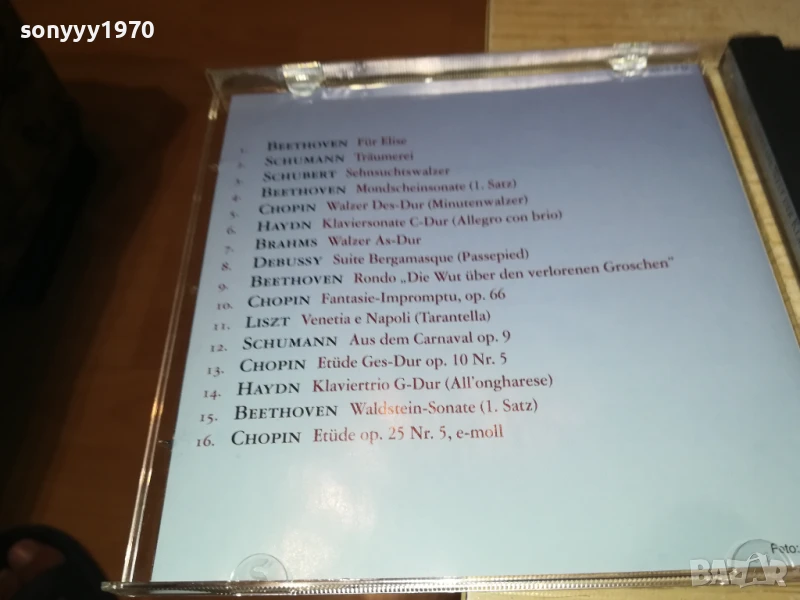 sonyyy1970
1. BEETHOVEN Für Elise
2. SCHUMANN Träumerei
3. SCHUBERT Sehnsuchtswalzer
4. BEETHOVEN Mondscheinsonate (1. Satz)
5. CHOPIN Walzer Des-Dur (Minutenwalzer)
6. HAYDN Klaviersonate C-Dur (Allegro con brio)
7. BRAHMS Walzer As-Dur
8. DEBUSSY Suite Bergamasque (Passepied)
9. BEETHOVEN Rondo „Die Wut über den verlorenen Groschen"
10. CHOPIN Fantasie-Impromptu, op. 66
11. LISZT Venetia e Napoli (Tarantella)
12. SCHUMANN Aus dem Carnaval op. 9
13. CHOPIN Etüde Ges-Dur op. 10 Nr. 5
14. HAYDN Klaviertrio G-Dur (All'ongharese)
15. BEETHOVEN Waldstein-Sonate (1. Satz)
16. CHOPIN Etüde op. 25 Nr. 5, e-moll
Foto:
BAZAR